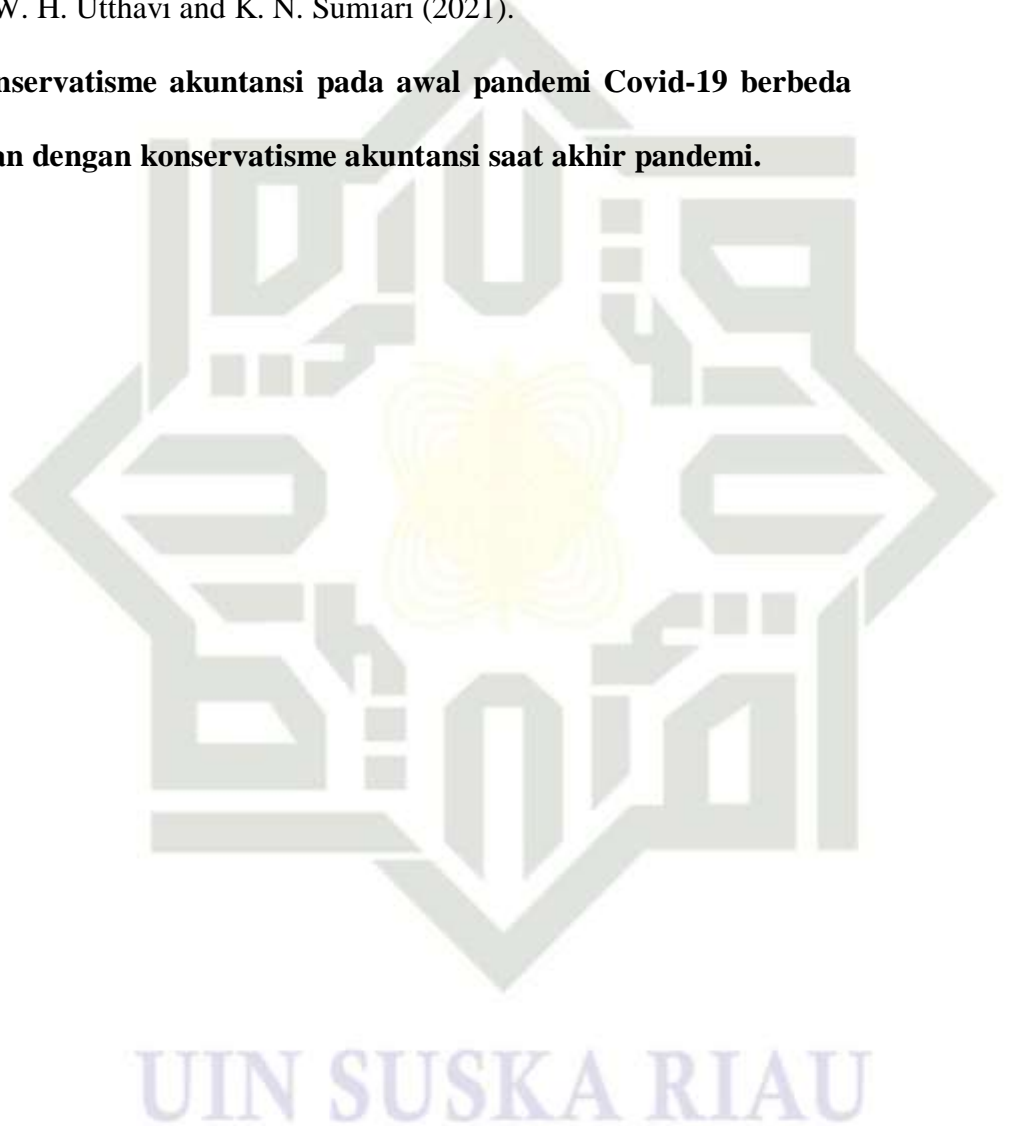 W. H. Utthavi and K. N. Sumiari (2021).
nservatisme akuntansi pada awal pandemi Covid-19 berbeda
an dengan konservatisme akuntansi saat akhir pandemi.
UIN SUSKA RIAU